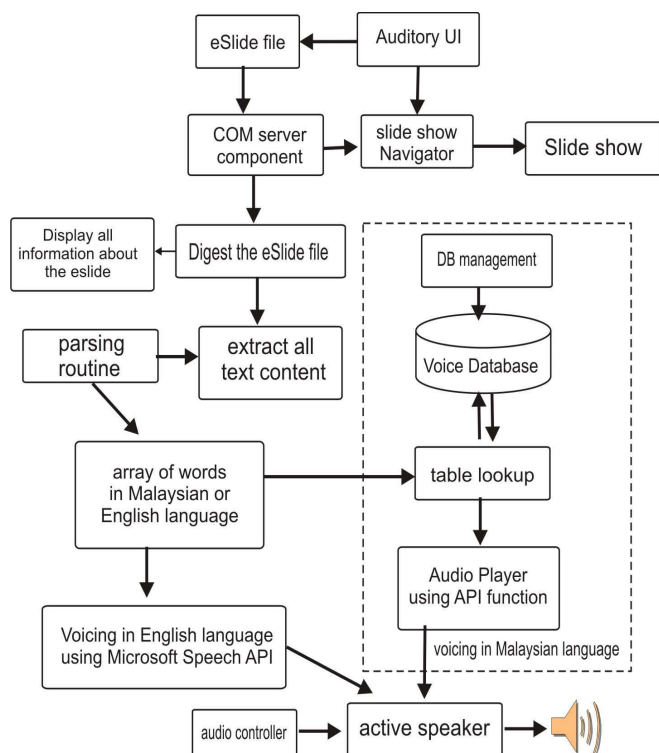 eSlide file
Auditory UI
COM server
component
slide show
Navigator
Slide show
Display all
information about
the eslide
Digest the eSlide file
DB management
parsing
routine
extract all
text content
Voice Database
array of words
in Malaysian or
English language
table lookup
Audio Player
using API function
Voicing in English language
using Microsoft Speech API
voicing in Malaysian language
audio controller
active speaker